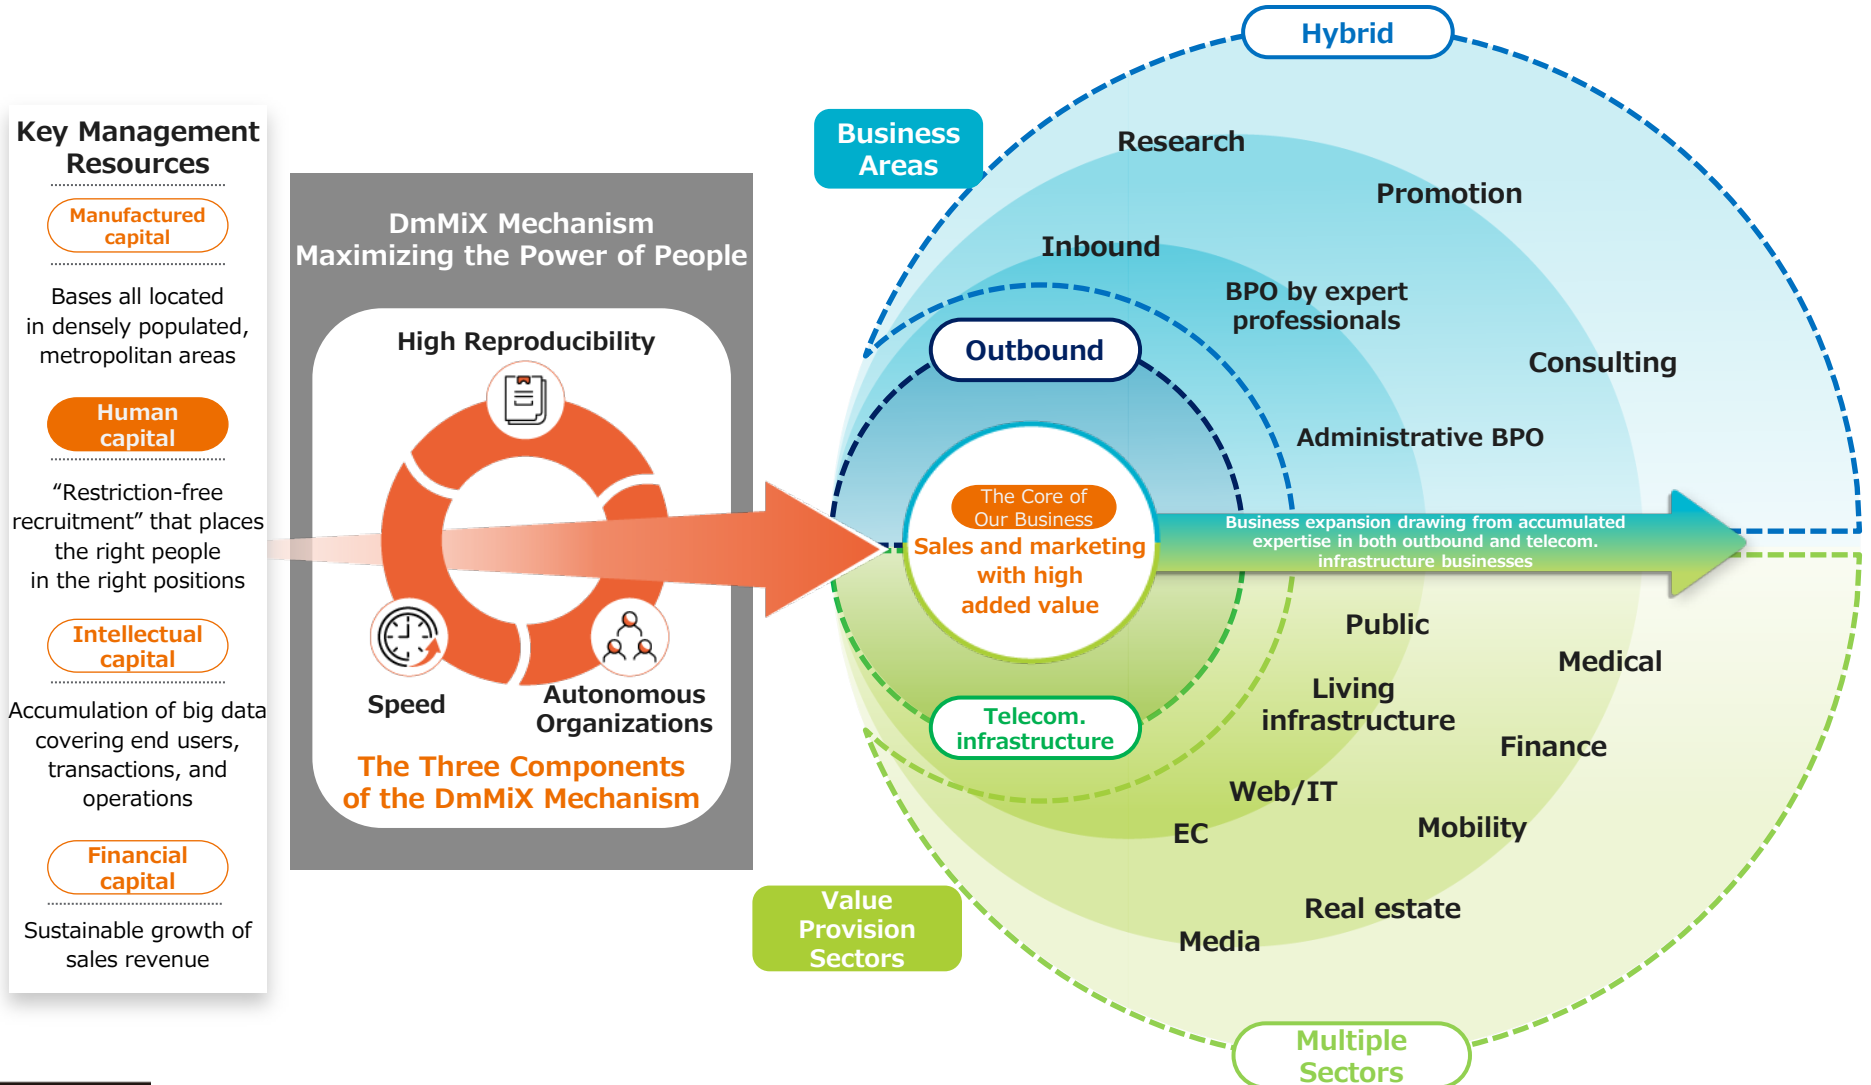 Key Management
Resources
Manufactured
capital
Bases all located
in densely populated,
metropolitan areas
Human
capital
“Restriction-free
recruitment” that places
the right people
in the right positions
Intellectual
capital
Accumulation of big data
covering end users,
transactions, and
operations
Financial
capital
Sustainable growth of
sales revenue
DmMiX Mechanism
Maximizing the Power of People
High Reproducibility
Speed
Autonomous
Organizations
The Three Components
of the DmMiX Mechanism
Business
Areas
Hybrid
Research
Promotion
Inbound
BPO by expert
professionals
Outbound
Consulting
Administrative BPO
The Core of
Our Business
Sales and marketing
with high
added value
Business expansion drawing from accumulated
expertise in both outbound and telecom.
infrastructure businesses
Public
Medical
Living
infrastructure
Telecom.
infrastructure
Finance
Web/IT
EC
Mobility
Real estate
Media
Value
Provision
Sectors
Multiple
Sectors